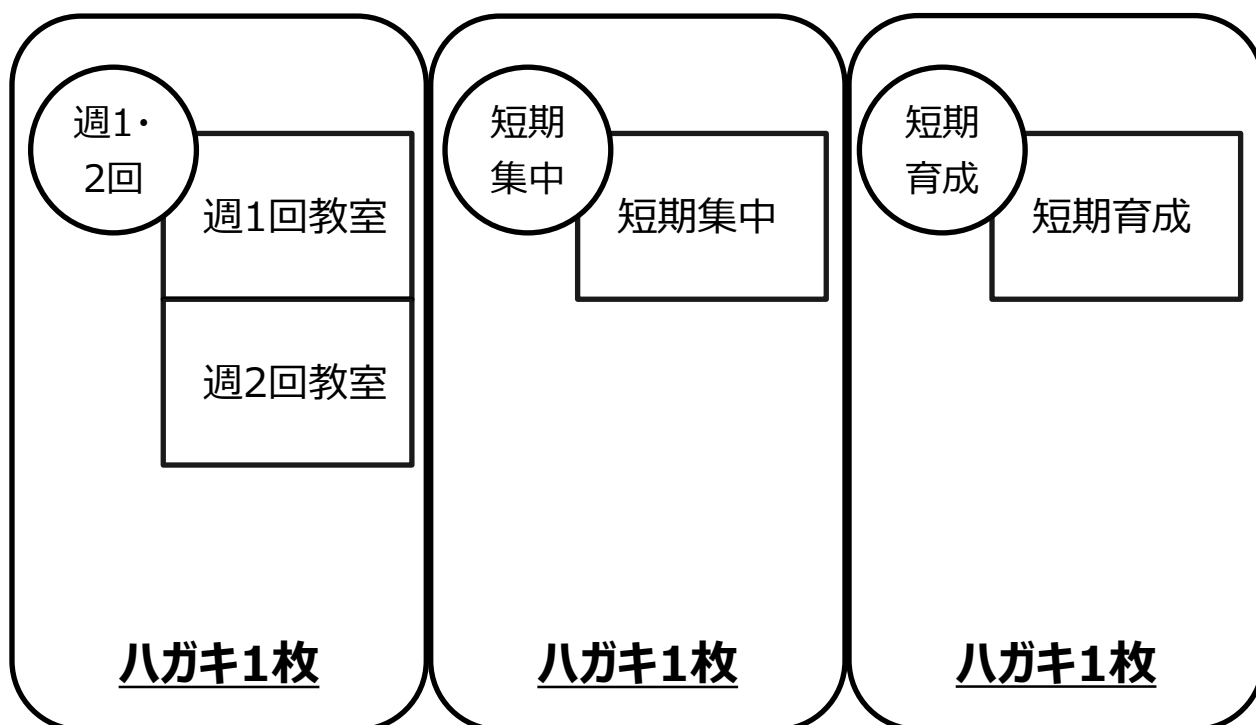 週1・
2回
週1回教室
週2回教室
ハガキ1枚
短期
集中
短期集中
ハガキ1枚
短期
育成
短期育成
ハガキ1枚